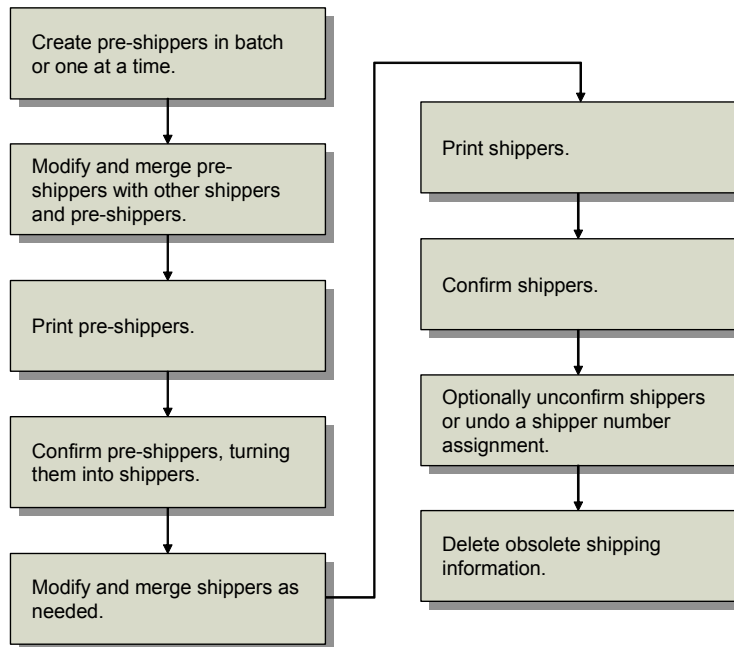 Create pre-shippers in batch
or one at a time.
Modify and merge pre-
shippers with other shippers
and pre-shippers.
Print pre-shippers.
Confirm pre-shippers, turning
them into shippers.
Modify and merge shippers as
needed.
Print shippers.
Confirm shippers.
Optionally unconfirm shippers
or undo a shipper number
assignment.
Delete obsolete shipping
information.